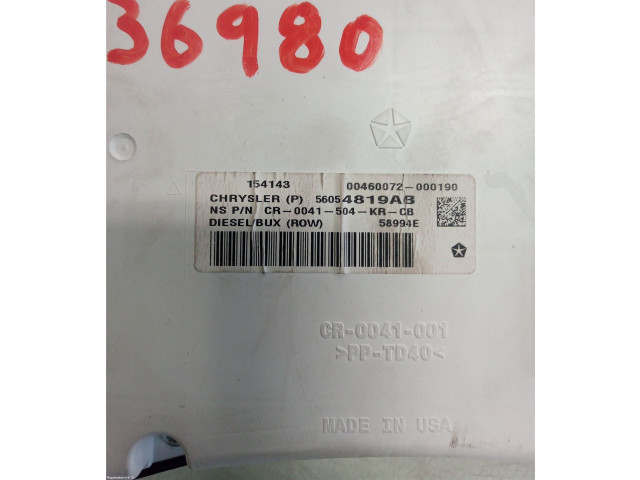 36980
154143 00460072-000190
CHRYSLER (P) 56054819AB
NS P/N CR-0041-504-KR-CB
DIESEL/BUX (ROW) 58994E
CR-0041-001
>PP-TD40<
MADE IN USA